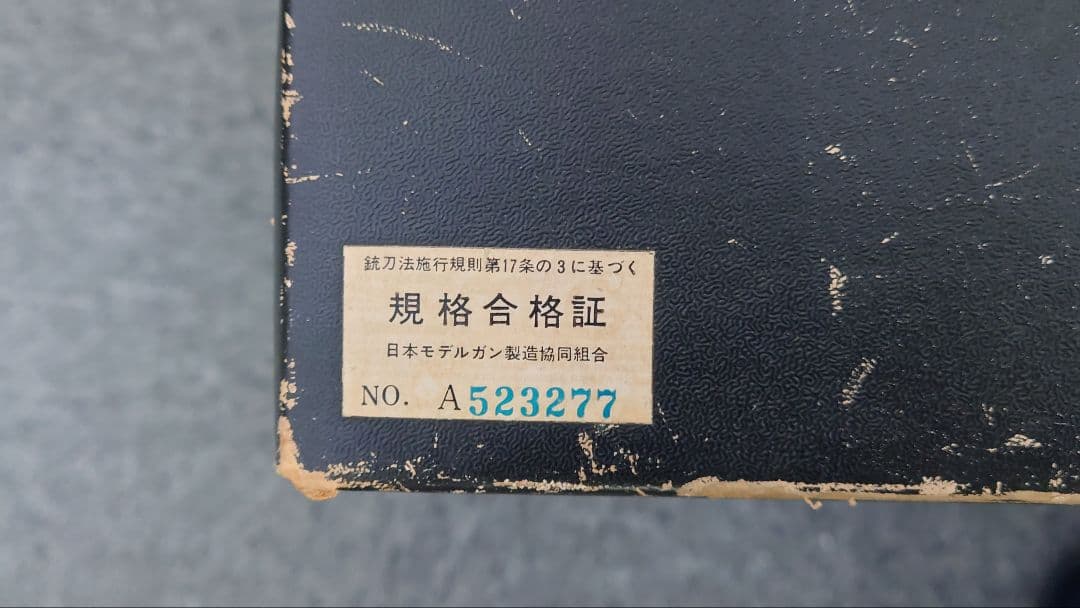 銃刀法施行規則第17条の3に基づく
規格合格証
日本モデルガン製造協同組合
NO. A523277